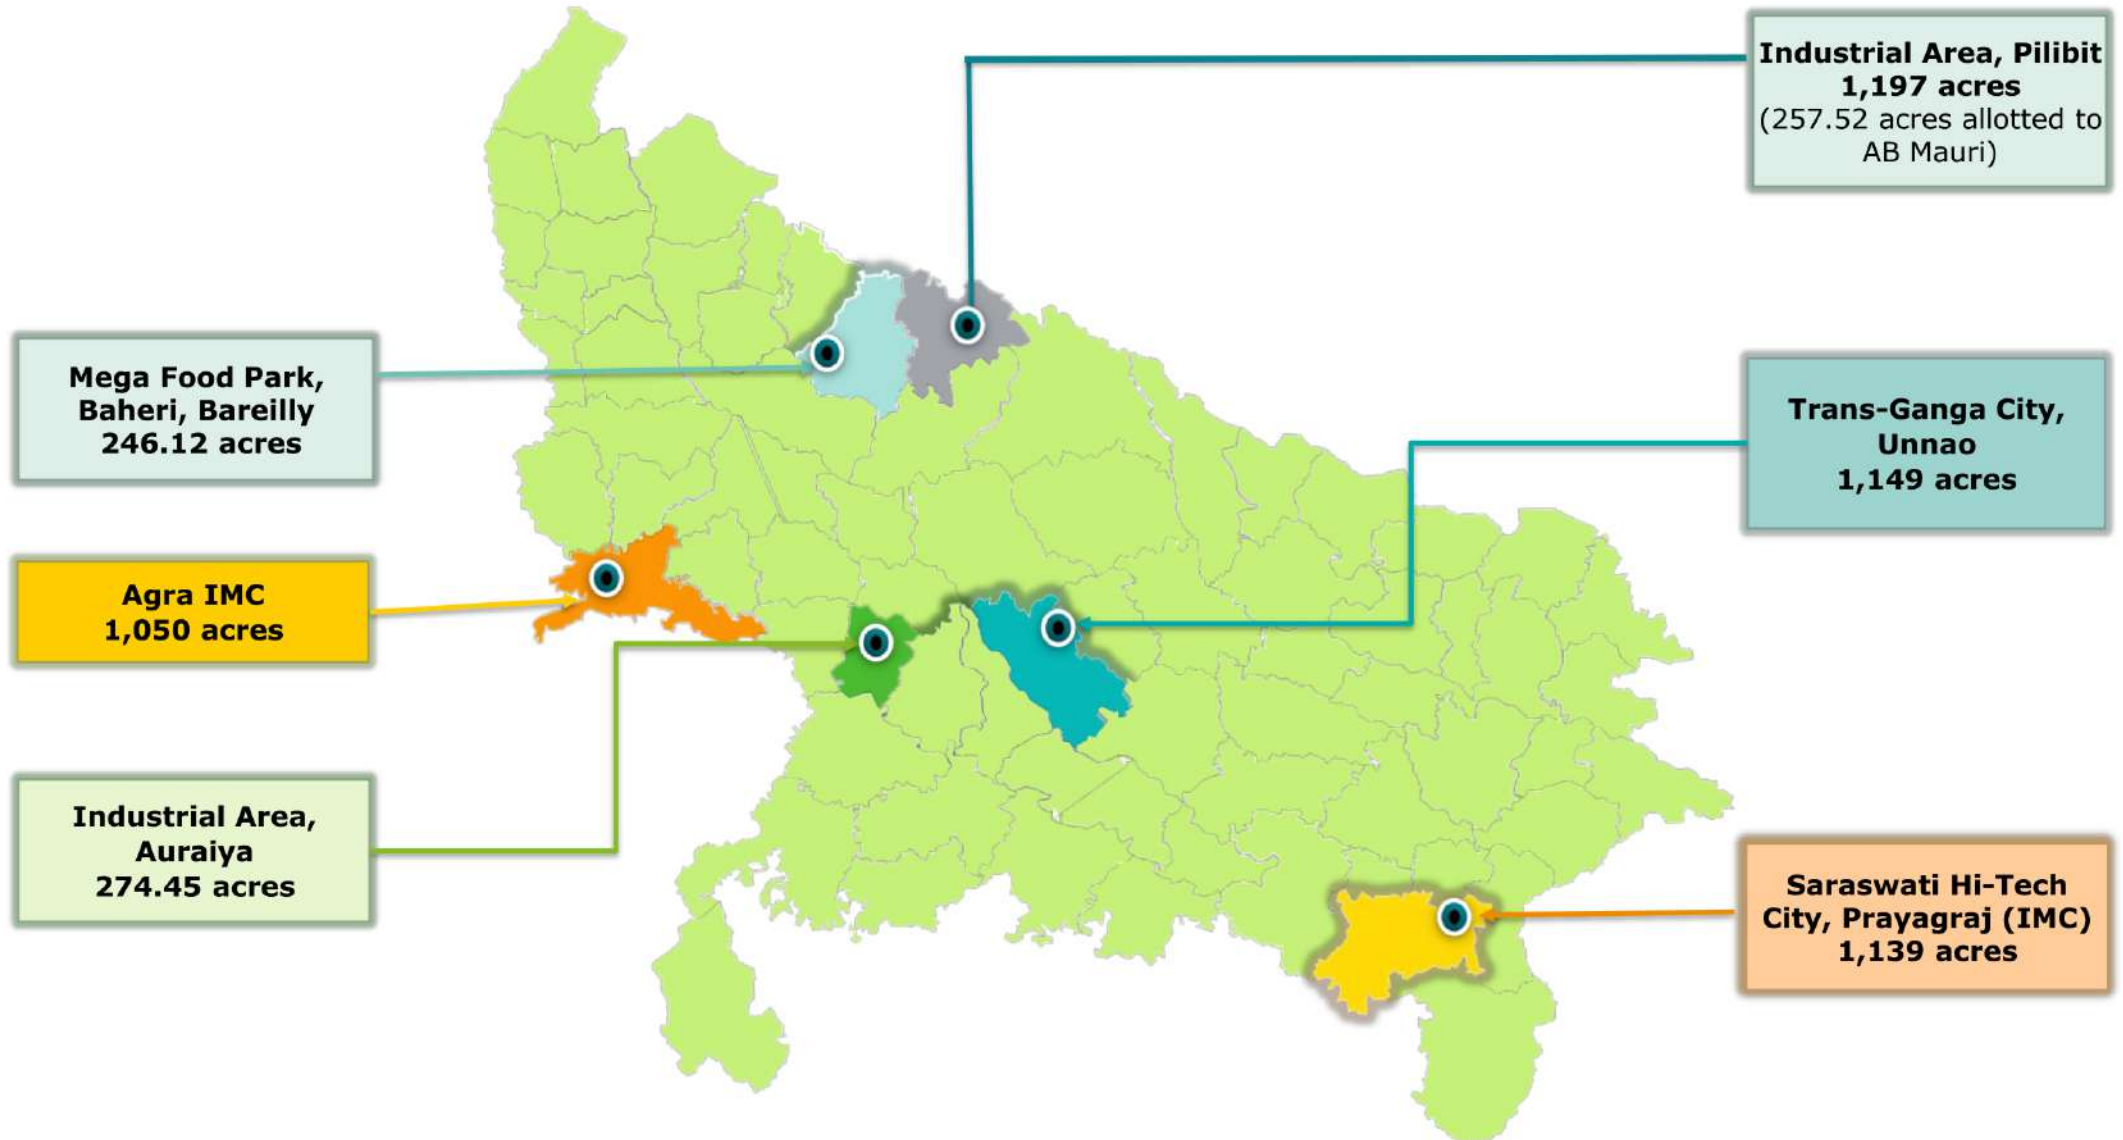 Industrial Area, Pilibit
1,197 acres
(257.52 acres allotted to
AB Mauri)
Mega Food Park,
Baheri, Bareilly
246.12 acres
Trans-Ganga City,
Unnao
1,149 acres
Agra IMC
1,050 acres
Industrial Area,
Auraiya
274.45 acres
Saraswati Hi-Tech
City, Prayagraj (IMC)
1,139 acres